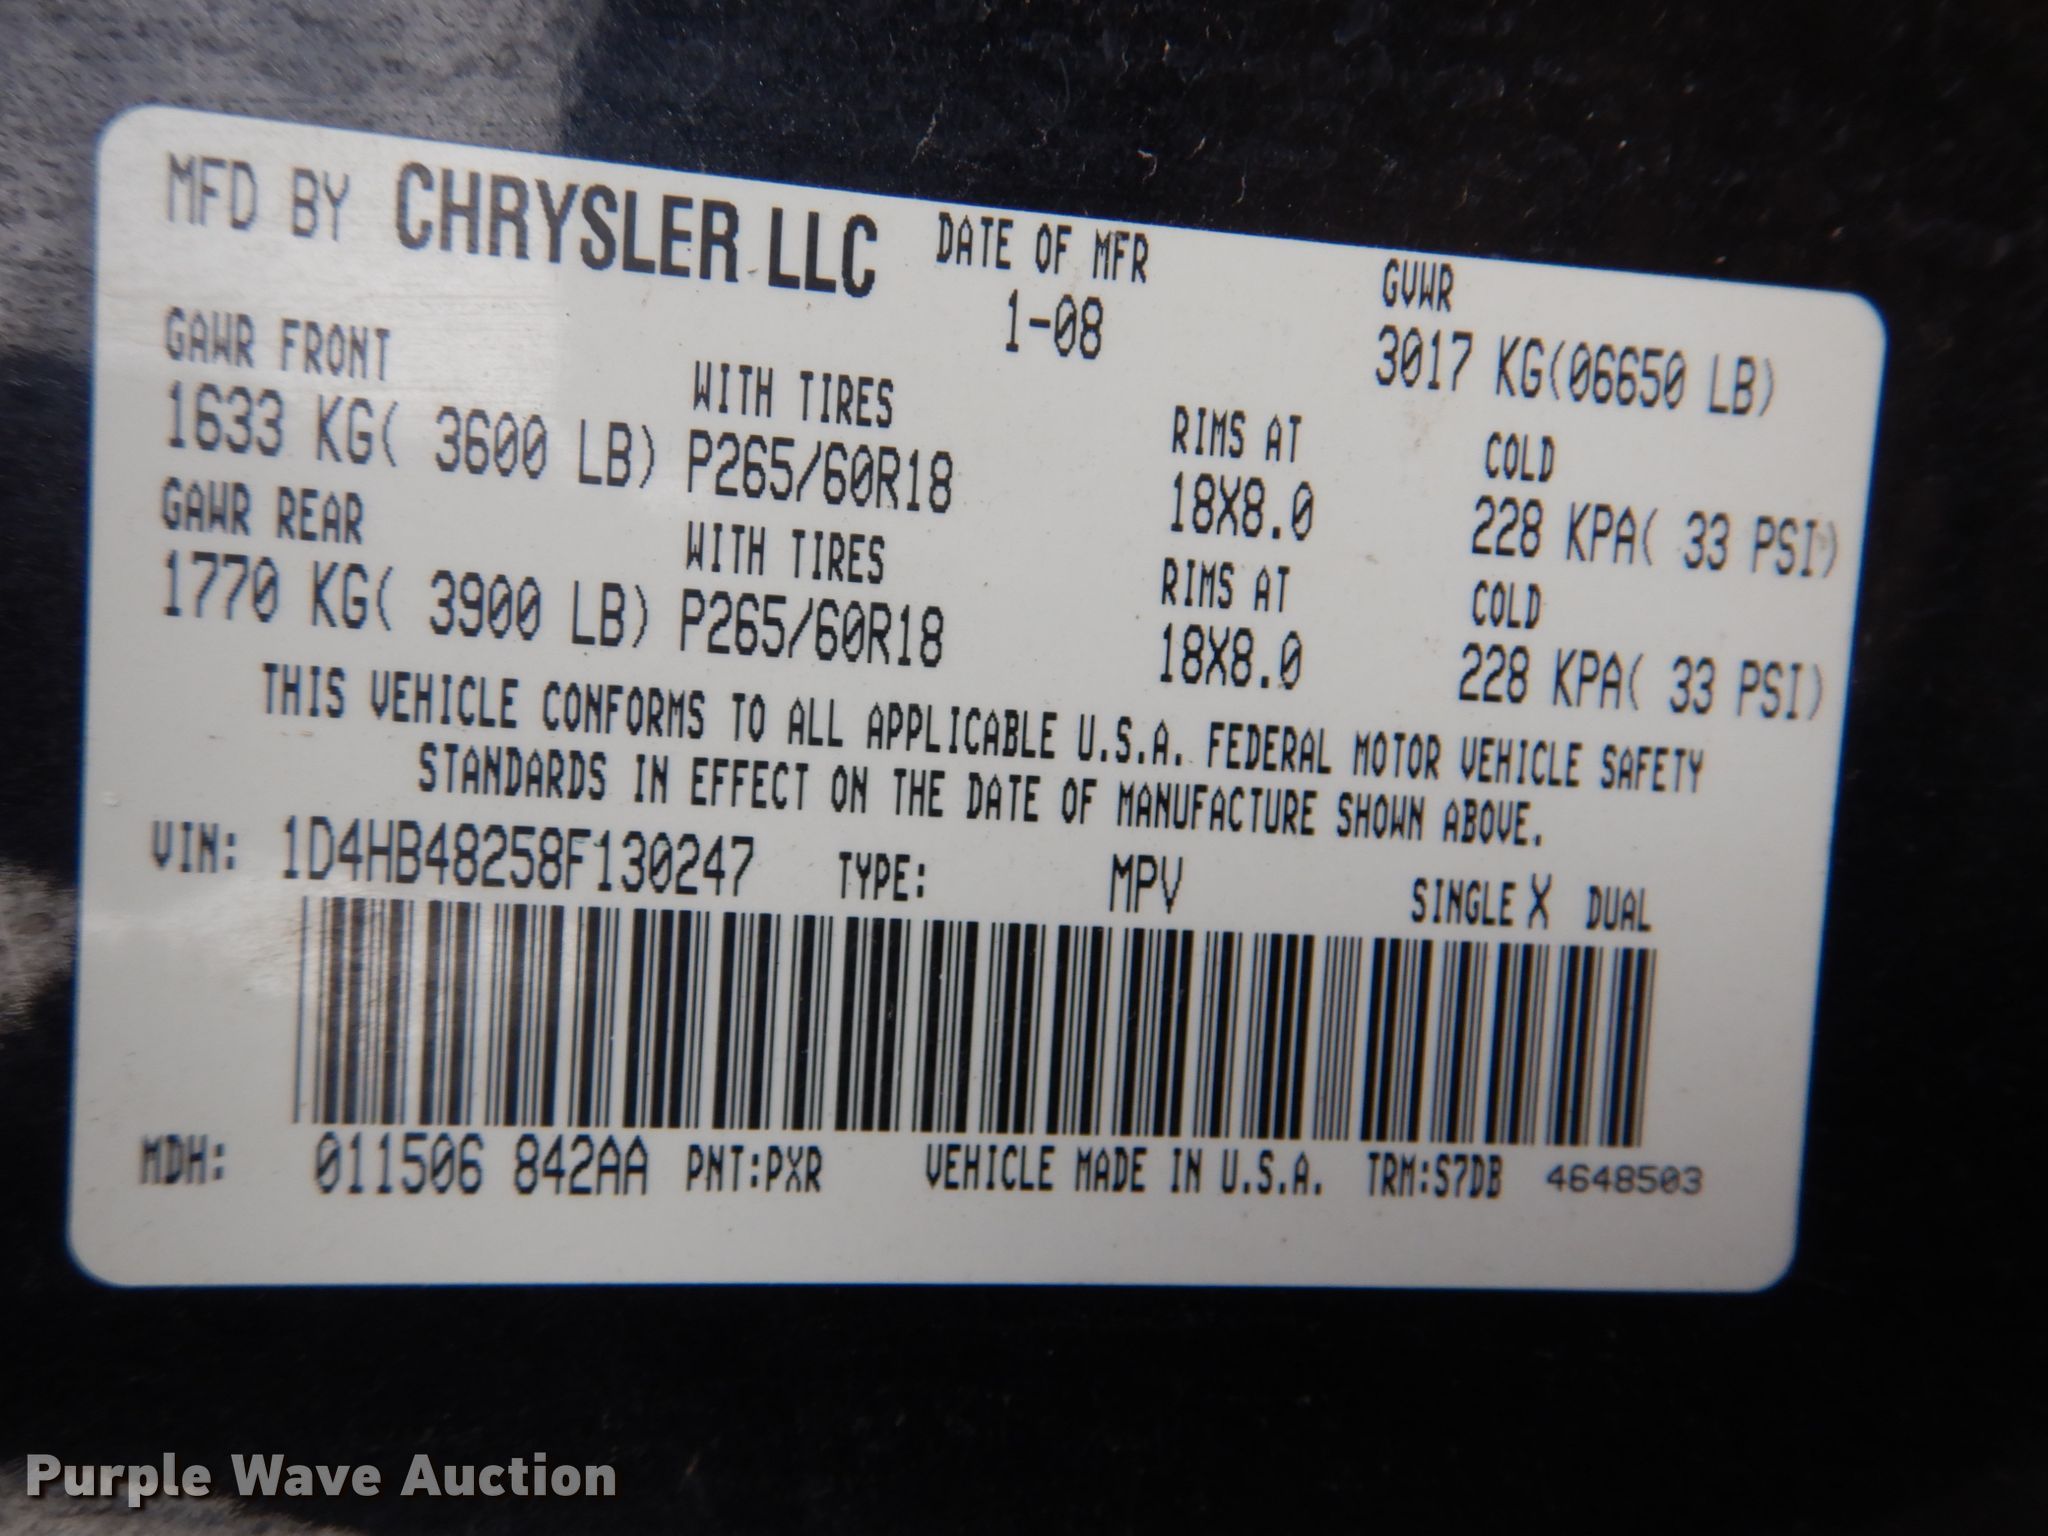 MFD BY CHRYSLER LLC DATE OF MFR GVWR
1-08 3017 KG(06650 LB)
GAWR FRONT WITH TIRES RIMS AT COLD
1633 KG( 3600 LB) P265/60R18 18X8.0 228 KPA( 33 PSI)
GAWR REAR WITH TIRES RIMS AT COLD
1770 KG( 3900 LB) P265/60R18 18X8.0 228 KPA( 33 PSI)
THIS VEHICLE CONFORMS TO ALL APPLICABLE U.S.A. FEDERAL MOTOR VEHICLE SAFETY
STANDARDS IN EFFECT ON THE DATE OF MANUFACTURE SHOWN ABOVE.
VIN: 1D4HB48258F130247 TYPE: MPV SINGLE X DUAL
MDH: 011506 842AA PNT:PXR VEHICLE MADE IN U.S.A. TRM:S7DB 4648503
Purple Wave Auction